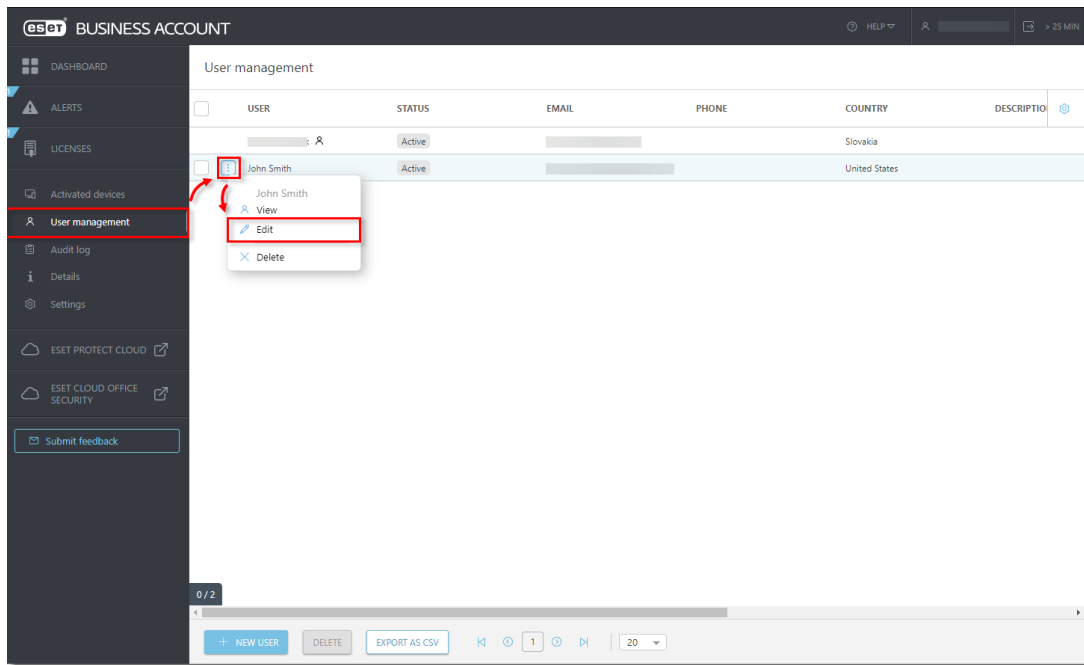 eset BUSINESS ACCOUNT
HELP
> 25 MIN
DASHBOARD
ALERTS
LICENSES
Activated devices
User management
Audit log
Details
Settings
ESET PROTECT CLOUD
ESET CLOUD OFFICE
SECURITY
Submit feedback
User management
USER STATUS EMAIL PHONE COUNTRY DESCRIPTIO
Active Slovakia
John Smith Active United States
John Smith
View
Edit
Delete
0 / 2
+ NEW USER DELETE EXPORT AS CSV 1 20